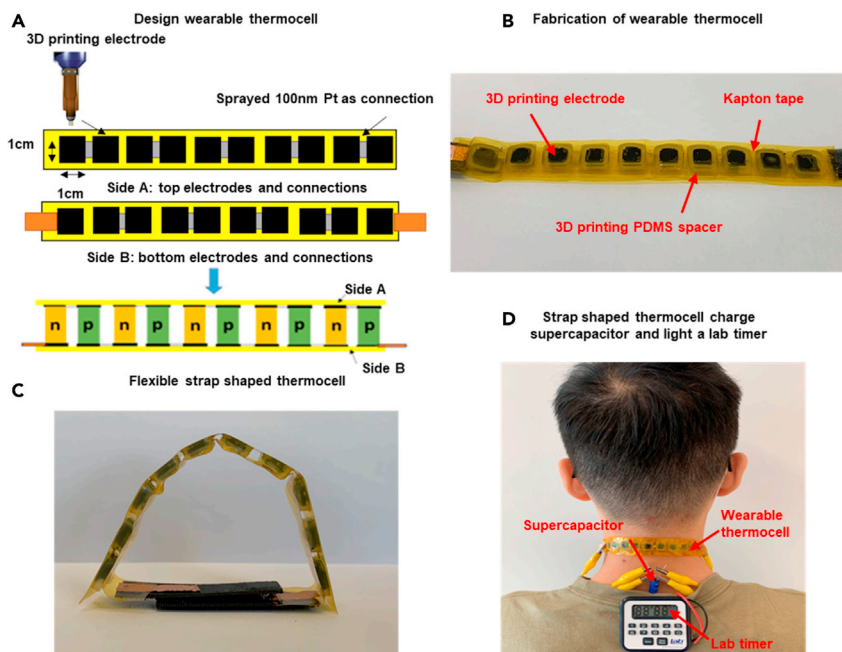 A
Design wearable thermocell
3D printing electrode
Sprayed 100nm Pt as connection
1cm
1cm
Side A: top electrodes and connections
Side B: bottom electrodes and connections
Side A
n p n p n p n p n p
Side B
B
Fabrication of wearable thermocell
3D printing electrode
Kapton tape
3D printing PDMS spacer
C
Flexible strap shaped thermocell
D
Strap shaped thermocell charge
supercapacitor and light a lab timer
Supercapacitor
Wearable
thermocell
Lab timer